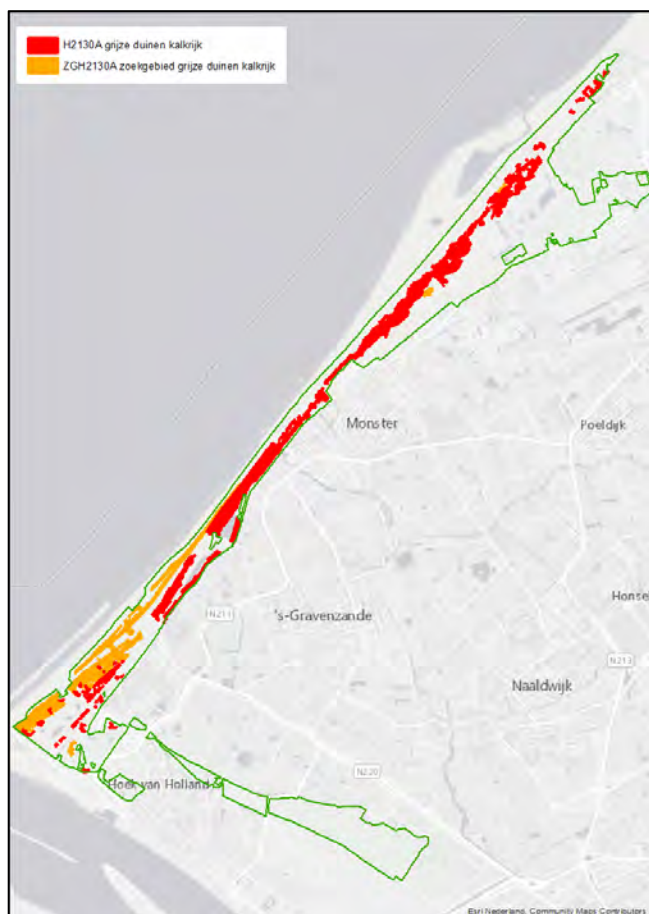 H2130A grijze duinen kalkrijk
ZGH2130A zoekgebied grijze duinen kalkrijk
Monster
Poeldijk
N211
's-Gravenzande
Honsel
N213
Naaldwijk
N220
Hoek van Holland
Esri Nederland, Community Maps Contributors